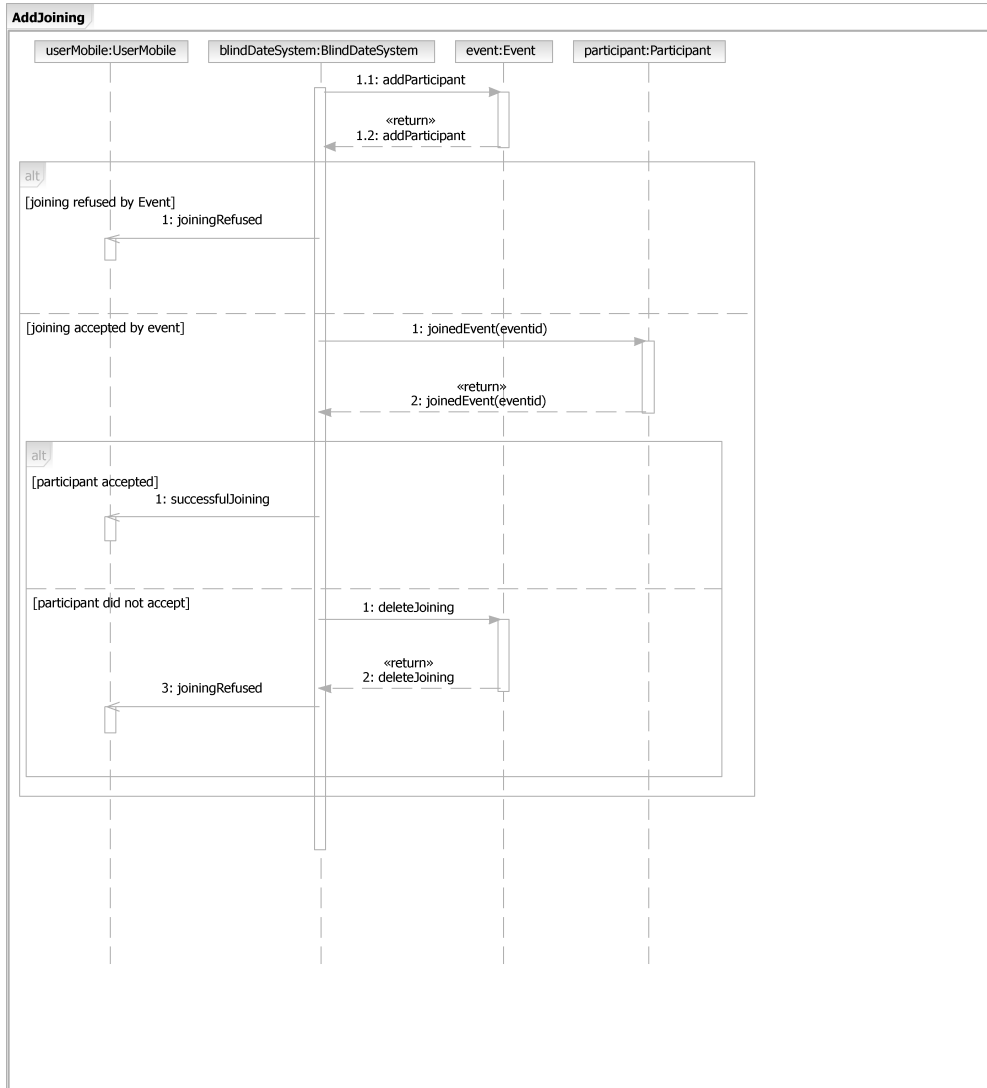 AddJoining
userMobile:UserMobile
blindDateSystem:BlindDateSystem
event:Event
participant:Participant
1.1: addParticipant
«return»
1.2: addParticipant
alt
[joining refused by Event]
1: joiningRefused
[joining accepted by event]
1: joinedEvent(eventid)
«return»
2: joinedEvent(eventid)
alt
[participant accepted]
1: successfulJoining
[participant did not accept]
1: deleteJoining
«return»
2: deleteJoining
3: joiningRefused